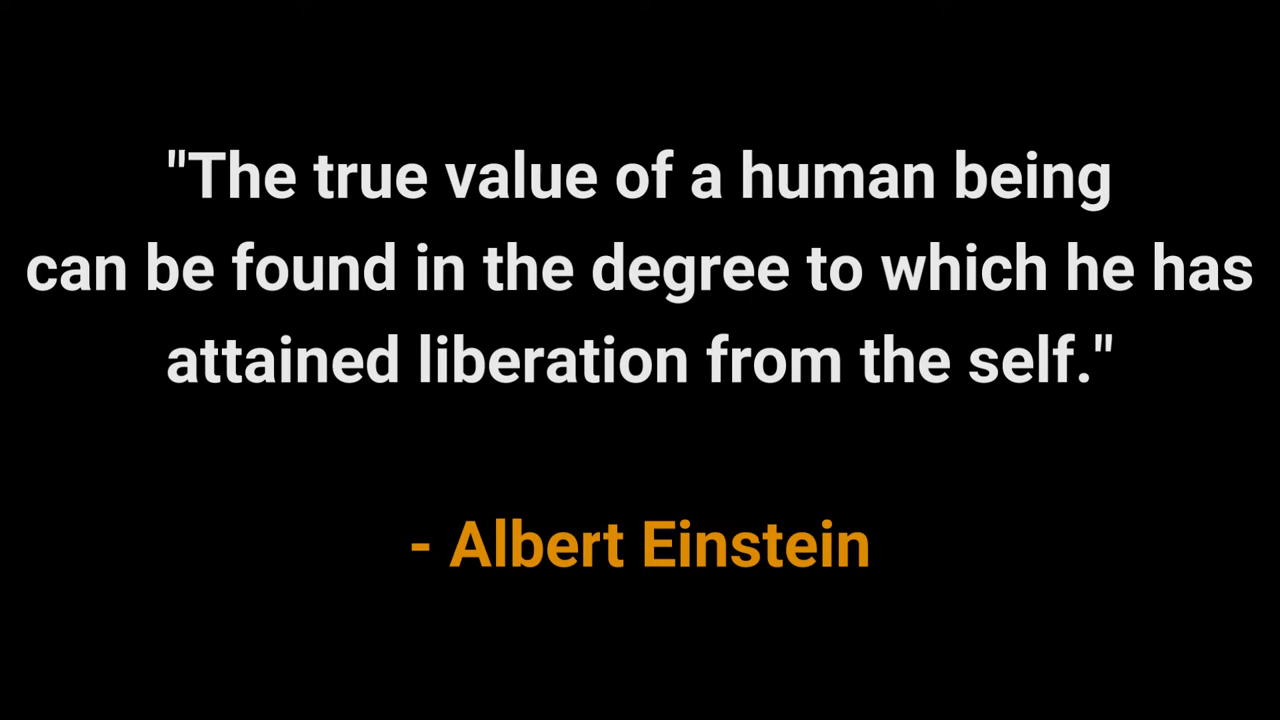 "The true value of a human being
can be found in the degree to which he has
attained liberation from the self."
- Albert Einstein